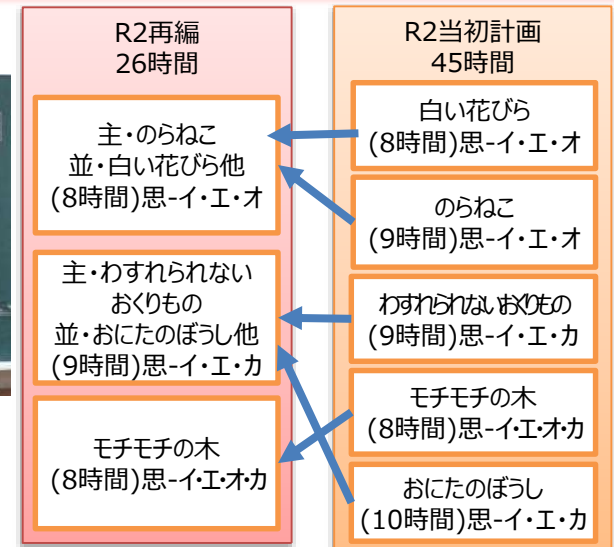 R2再編
26時間
主・のらねこ
並・白い花びら他
(8時間)思-イ・エ・オ
主・わすれられない
おくりもの
並・おにたのぼうし他
(9時間)思-イ・エ・カ
モチモチの木
(8時間)思-イ・エ・オ・カ
R2当初計画
45時間
白い花びら
(8時間)思-イ・エ・オ
のらねこ
(9時間)思-イ・エ・オ
わすれられないおくりもの
(9時間)思-イ・エ・カ
モチモチの木
(8時間)思-イ・エ・オ・カ
おにたのぼうし
(10時間)思-イ・エ・カ